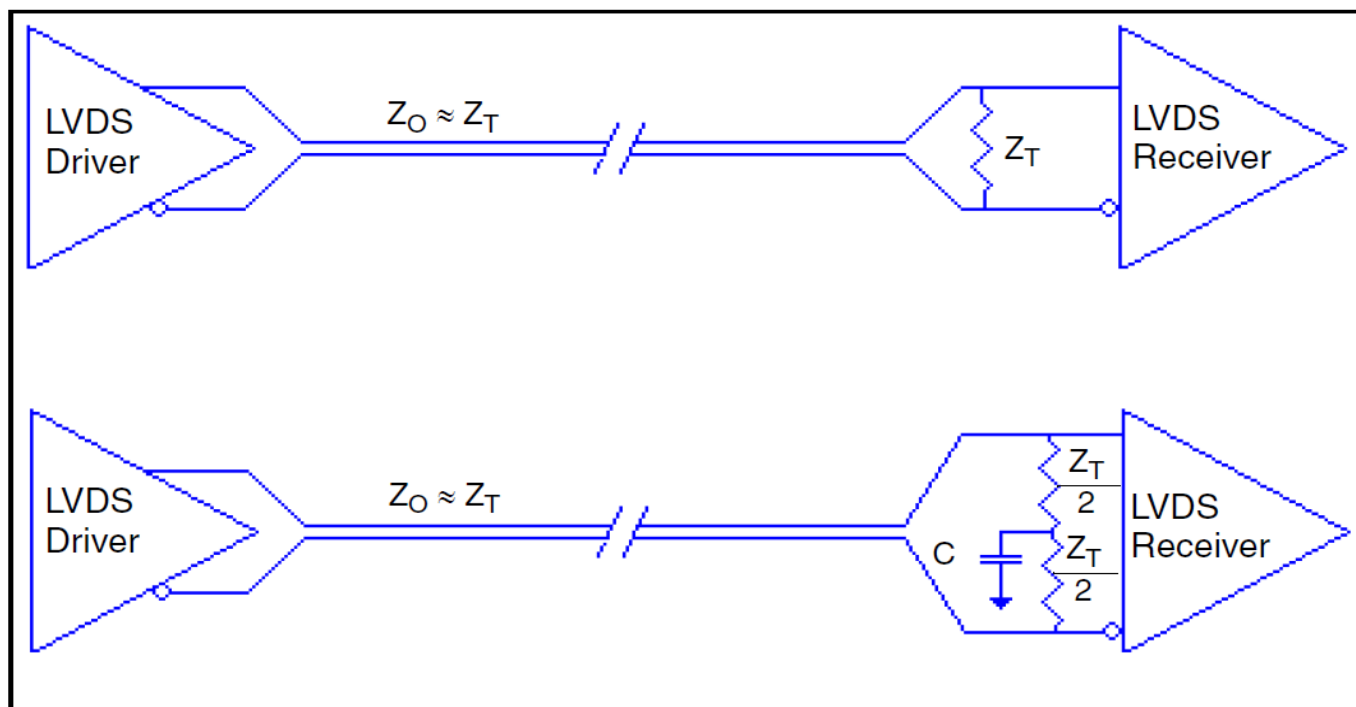 LVDS
Driver
Z_O ≈ Z_T
Z_T
LVDS
Receiver
LVDS
Driver
Z_O ≈ Z_T
C
Z_T
2
Z_T
2
LVDS
Receiver